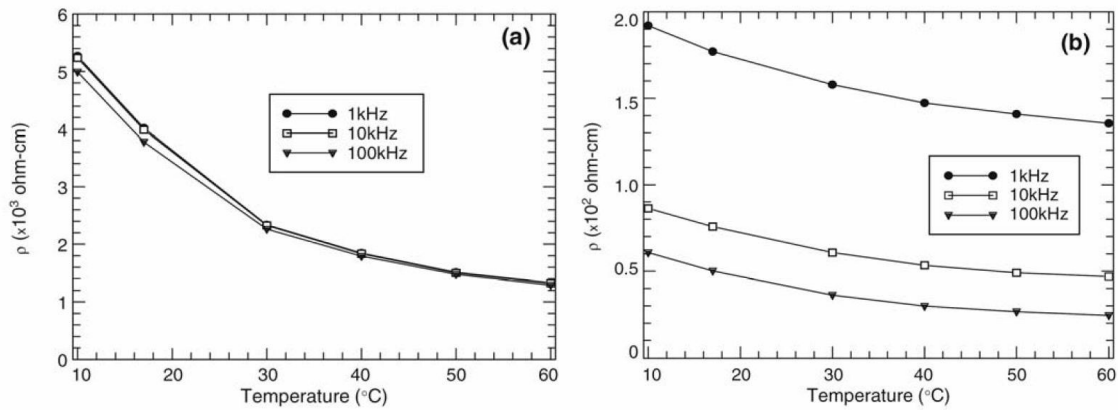 (a)
6
5
4
3
2
1
0
ρ (x10³ ohm-cm)
1kHz
10kHz
100kHz
10 20 30 40 50 60
Temperature (°C)
(b)
2.0
1.5
1.0
0.5
0
ρ (x10² ohm-cm)
1kHz
10kHz
100kHz
10 20 30 40 50 60
Temperature (°C)